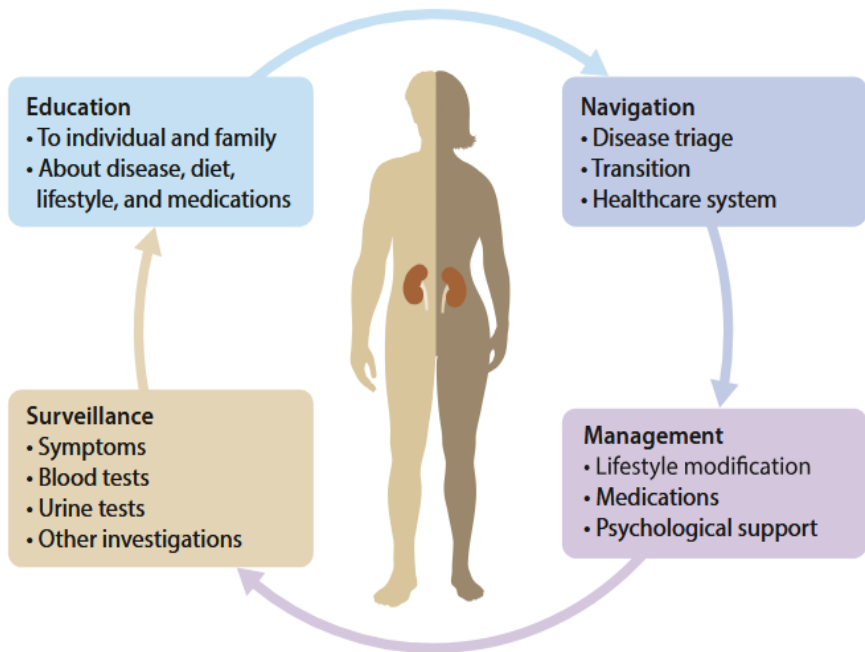 Education
• To individual and family
• About disease, diet,
lifestyle, and medications
Navigation
• Disease triage
• Transition
• Healthcare system
Surveillance
• Symptoms
• Blood tests
• Urine tests
• Other investigations
Management
• Lifestyle modification
• Medications
• Psychological support